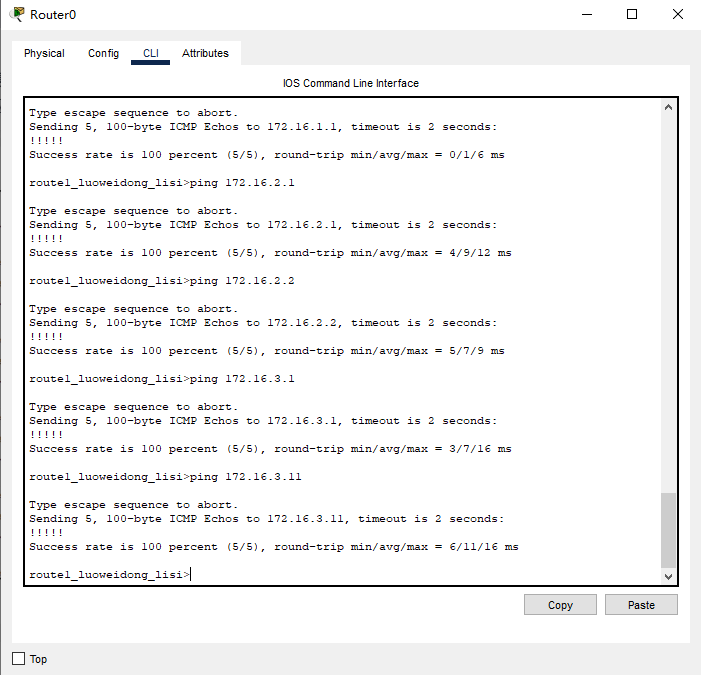 Router0
Physical Config CLI Attributes
IOS Command Line Interface
Type escape sequence to abort.
Sending 5, 100-byte ICMP Echos to 172.16.1.1, timeout is 2 seconds:
!!!!!
Success rate is 100 percent (5/5), round-trip min/avg/max = 0/1/6 ms
route1_luoweidong_lisi>ping 172.16.2.1
Type escape sequence to abort.
Sending 5, 100-byte ICMP Echos to 172.16.2.1, timeout is 2 seconds:
!!!!!
Success rate is 100 percent (5/5), round-trip min/avg/max = 4/9/12 ms
route1_luoweidong_lisi>ping 172.16.2.2
Type escape sequence to abort.
Sending 5, 100-byte ICMP Echos to 172.16.2.2, timeout is 2 seconds:
!!!!!
Success rate is 100 percent (5/5), round-trip min/avg/max = 5/7/9 ms
route1_luoweidong_lisi>ping 172.16.3.1
Type escape sequence to abort.
Sending 5, 100-byte ICMP Echos to 172.16.3.1, timeout is 2 seconds:
!!!!!
Success rate is 100 percent (5/5), round-trip min/avg/max = 3/7/16 ms
route1_luoweidong_lisi>ping 172.16.3.11
Type escape sequence to abort.
Sending 5, 100-byte ICMP Echos to 172.16.3.11, timeout is 2 seconds:
!!!!!
Success rate is 100 percent (5/5), round-trip min/avg/max = 6/11/16 ms
route1_luoweidong_lisi>
Copy Paste
Top